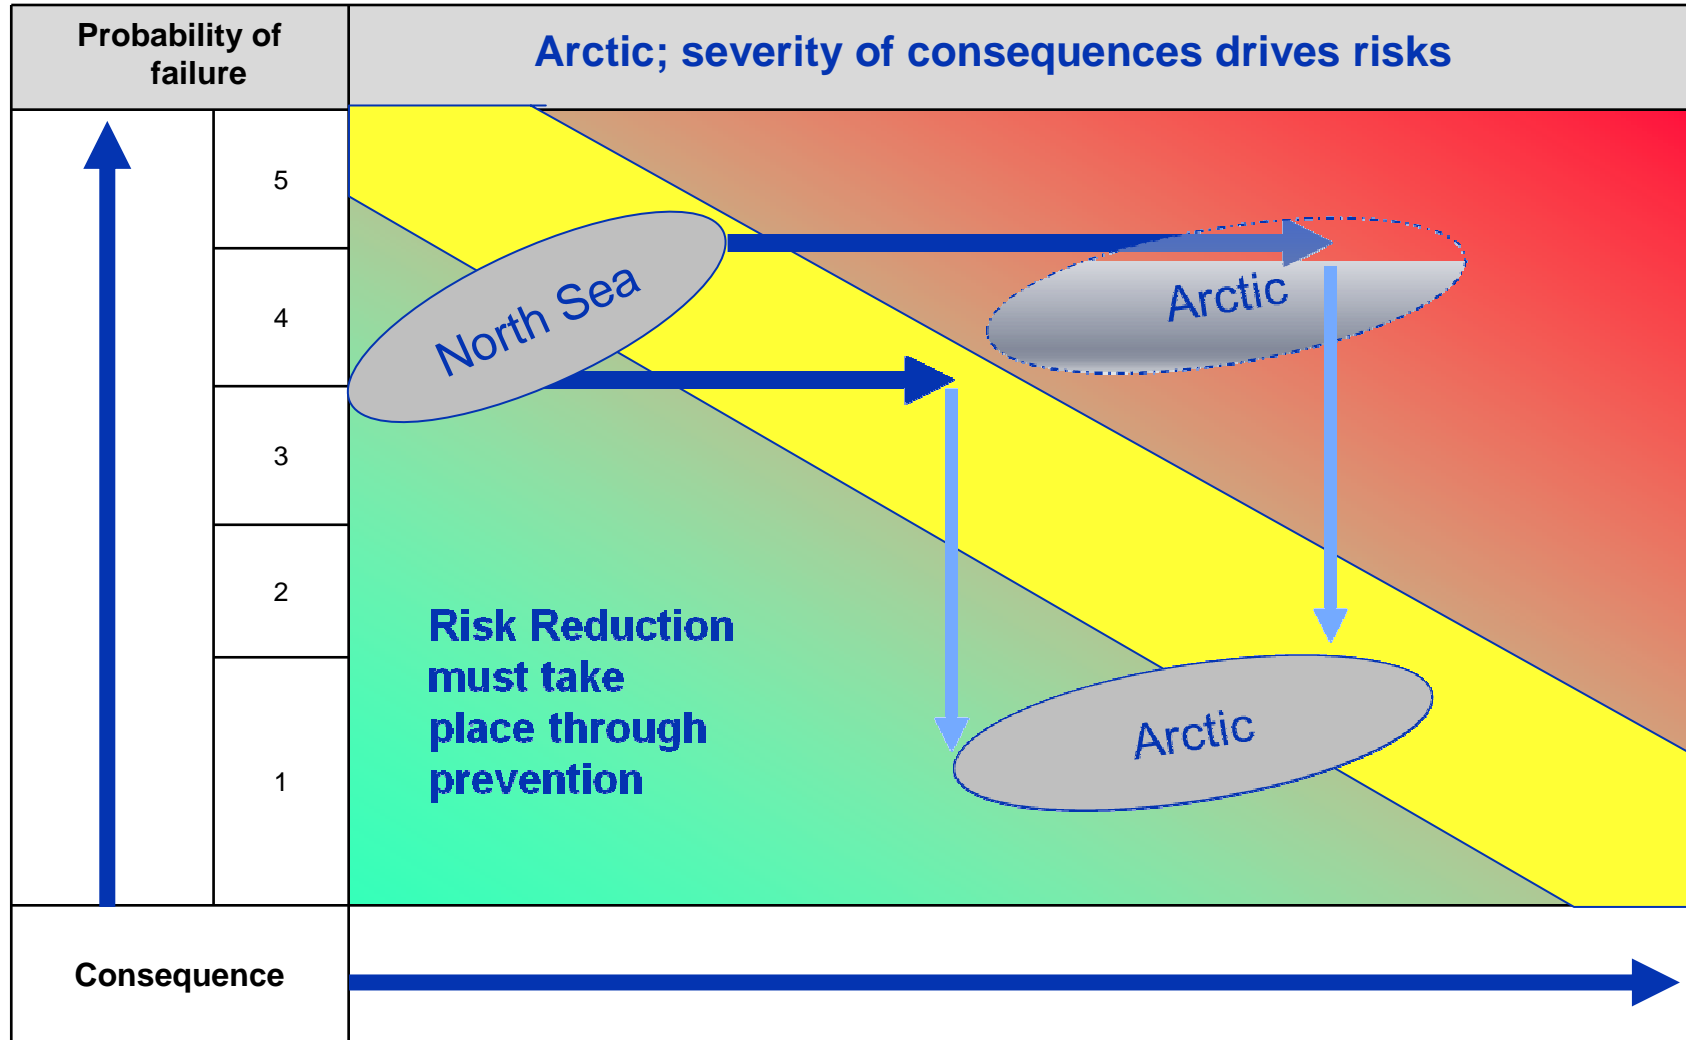 Probability of
failure
Arctic; severity of consequences drives risks
5
4
3
2
1
North Sea
Arctic
Risk Reduction
must take
place through
prevention
Arctic
Consequence